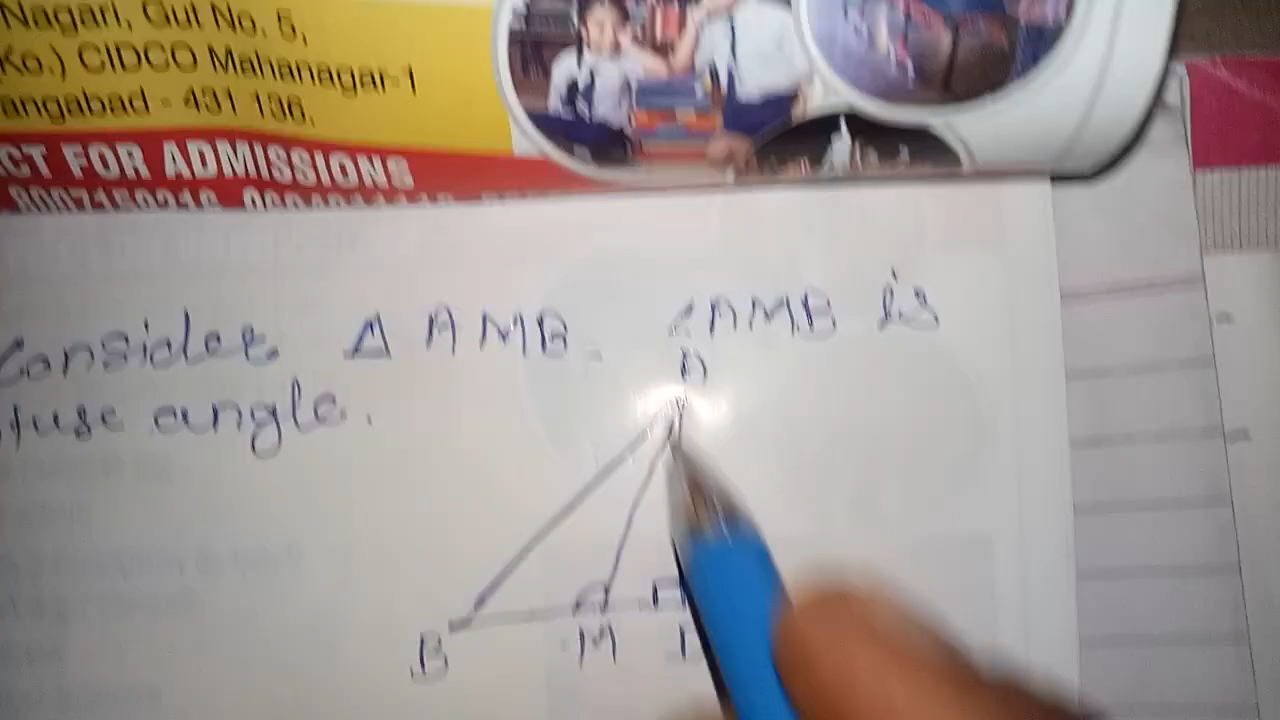 Nagari, Gut No. 5,
Ko.) CIDCO Mahanagar-1
angabad - 431 136.
CT FOR ADMISSIONS
Consider Δ AMB. ∠AMB is
tuse angle.
A
B
M